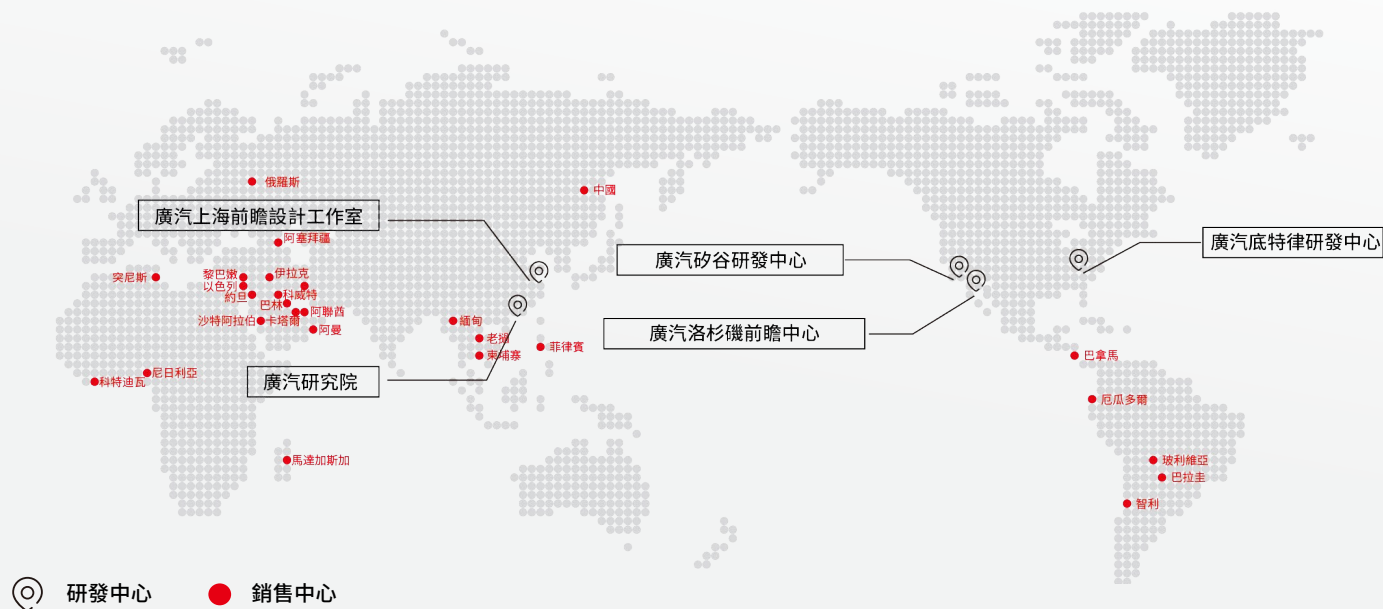 俄羅斯
中國
廣汽上海前瞻設計工作室
阿塞拜疆
廣汽底特律研發中心
廣汽矽谷研發中心
突尼斯
黎巴嫩
伊拉克
以色列
約旦
科威特
巴林
阿聯酋
沙特阿拉伯
卡塔爾
阿曼
緬甸
老撾
柬埔寨
菲律賓
廣汽洛杉磯前瞻中心
巴拿馬
尼日利亞
科特迪瓦
廣汽研究院
厄瓜多爾
馬達加斯加
玻利維亞
巴拉圭
智利
研發中心
銷售中心